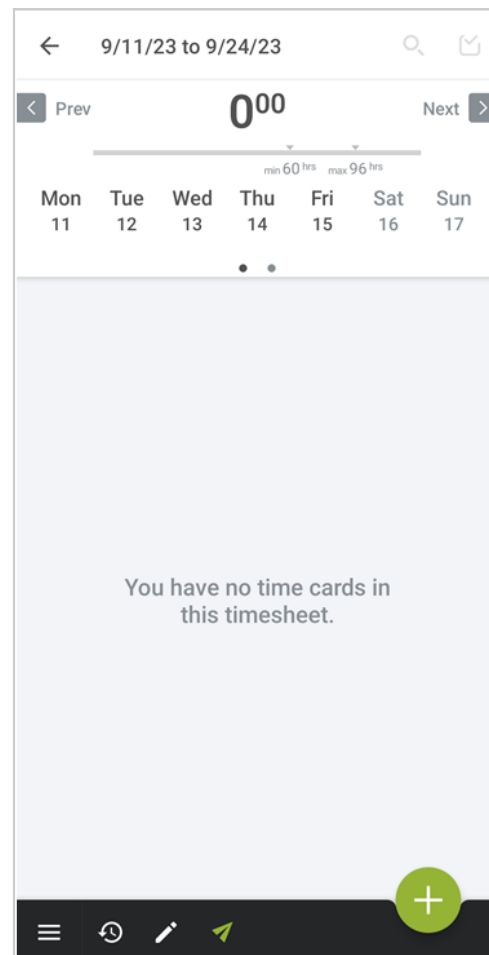 9/11/23 to 9/24/23
Prev 0⁰⁰ Next
min 60 hrs max 96 hrs
Mon Tue Wed Thu Fri Sat Sun
11 12 13 14 15 16 17
You have no time cards in
this timesheet.